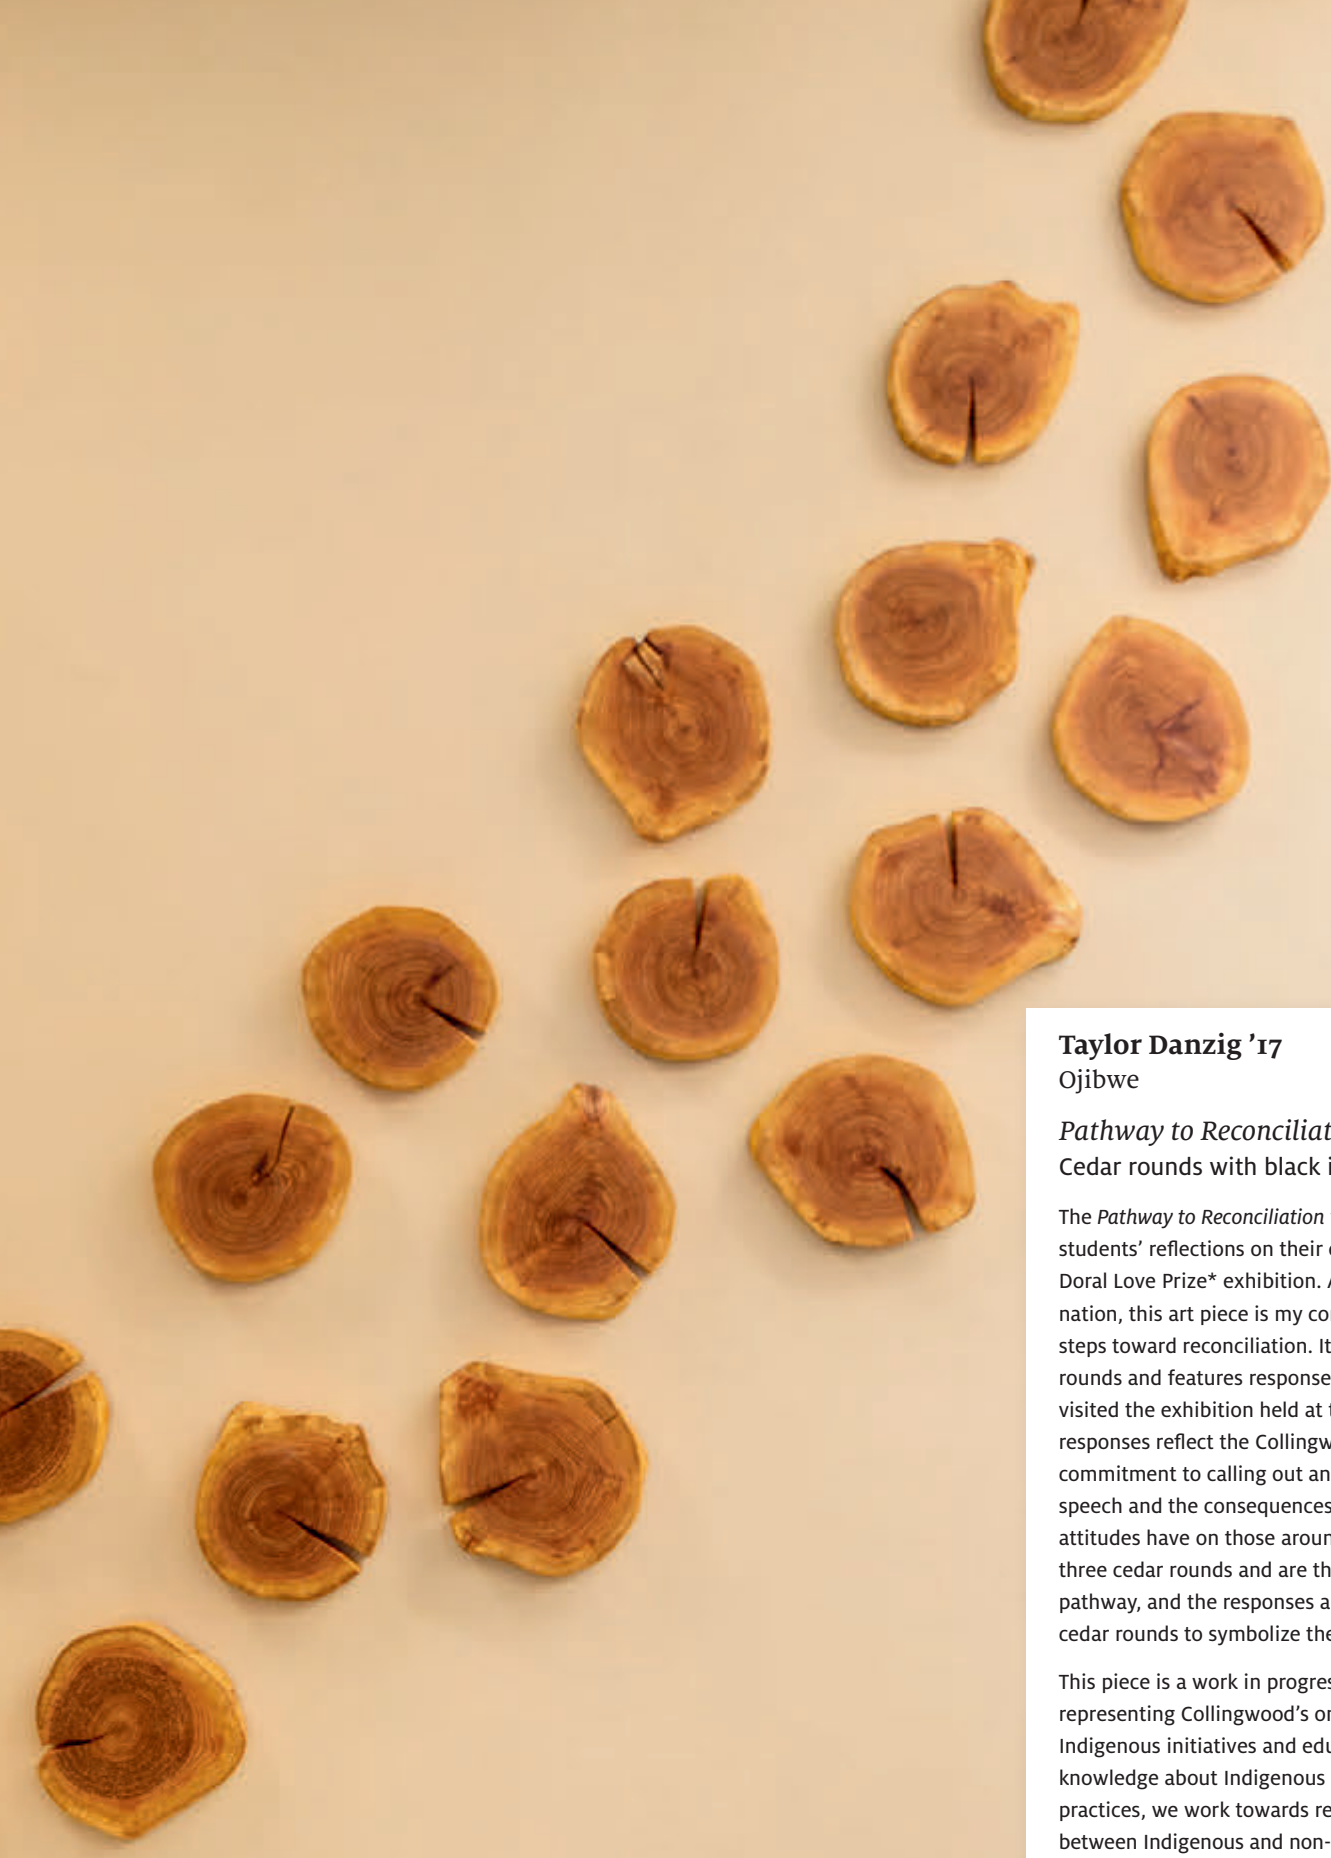 Taylor Danzig ’17
Ojibwe
Pathway to Reconciliat
Cedar rounds with black i
The Pathway to Reconciliation
students’ reflections on their
Doral Love Prize* exhibition.
nation, this art piece is my co
steps toward reconciliation. It
rounds and features response
visited the exhibition held at
responses reflect the Collingw
commitment to calling out an
speech and the consequences
attitudes have on those aroun
three cedar rounds and are th
pathway, and the responses a
cedar rounds to symbolize the
This piece is a work in progres
representing Collingwood’s o
Indigenous initiatives and edu
knowledge about Indigenous
practices, we work towards re
between Indigenous and non-